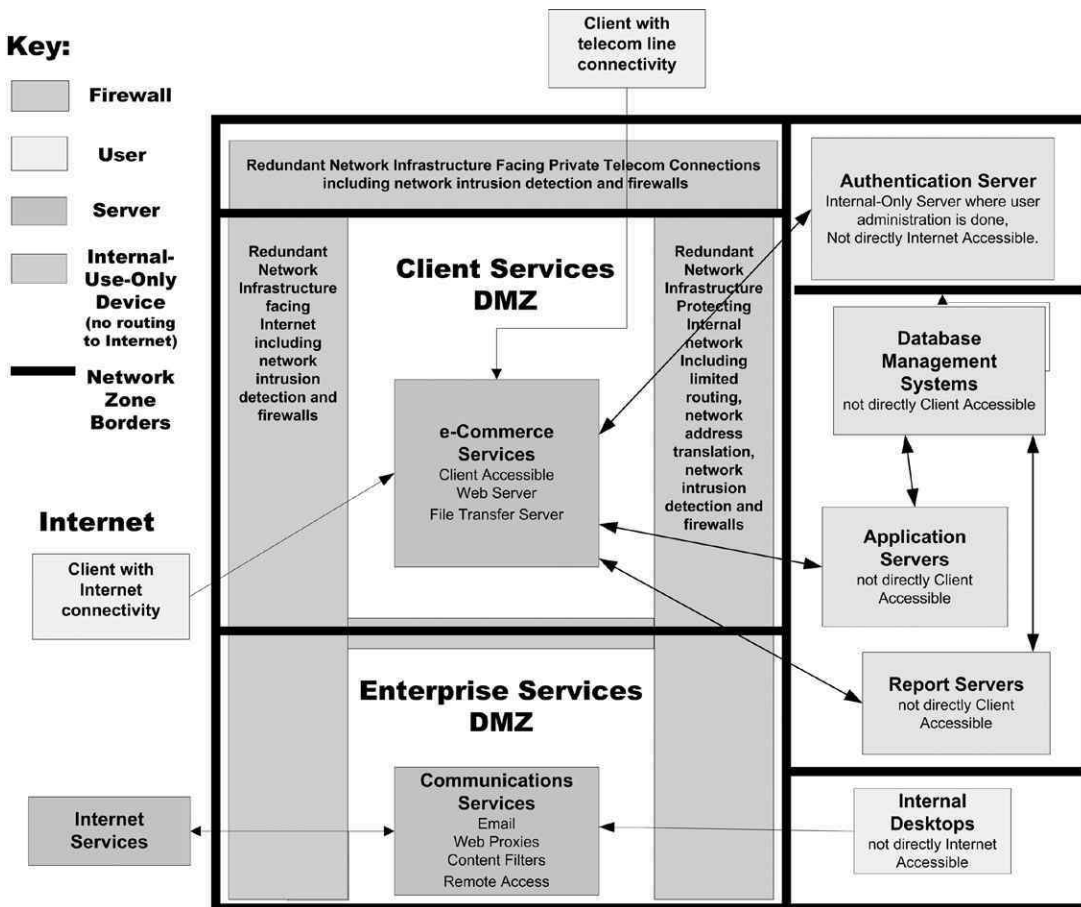 Key:
Firewall
User
Server
Internal-
Use-Only
Device
(no routing
to Internet)
Network
Zone
Borders
Client with
telecom line
connectivity
Redundant Network Infrastructure Facing Private Telecom Connections
including network intrusion detection and firewalls
Authentication Server
Internal-Only Server where user
administration is done,
Not directly Internet Accessible.
Redundant
Network
Infrastructure
facing
Internet
including
network
intrusion
detection and
firewalls
Client Services
DMZ
Redundant
Network
Infrastructure
Protecting
Internal
network
Including
limited
routing,
network
address
translation,
network
intrusion
detection and
firewalls
Database
Management
Systems
not directly Client Accessible
e-Commerce
Services
Client Accessible
Web Server
File Transfer Server
Internet
Client with
Internet
connectivity
Application
Servers
not directly Client
Accessible
Report Servers
not directly Client
Accessible
Enterprise Services
DMZ
Communications
Services
Email
Web Proxies
Content Filters
Remote Access
Internet
Services
Internal
Desktops
not directly Internet
Accessible